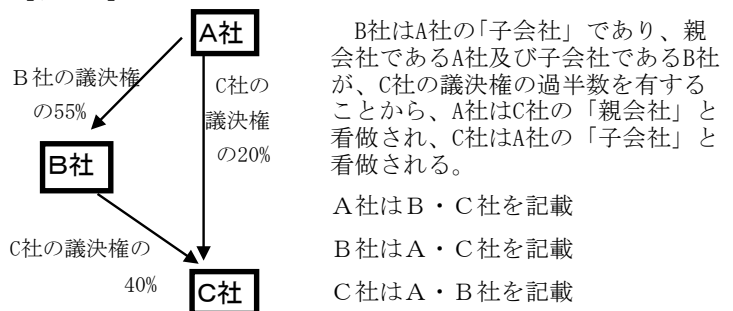 A社
B社の議決権
の55%
C社の
議決権
の20%
B社
C社の議決権の
40%
C社
B社はA社の「子会社」であり、親
会社であるA社及び子会社であるB社
が、C社の議決権の過半数を有する
ことから、A社はC社の「親会社」と
看做され、C社はA社の「子会社」と
看做される。
A社はB・C社を記載
B社はA・C社を記載
C社はA・B社を記載